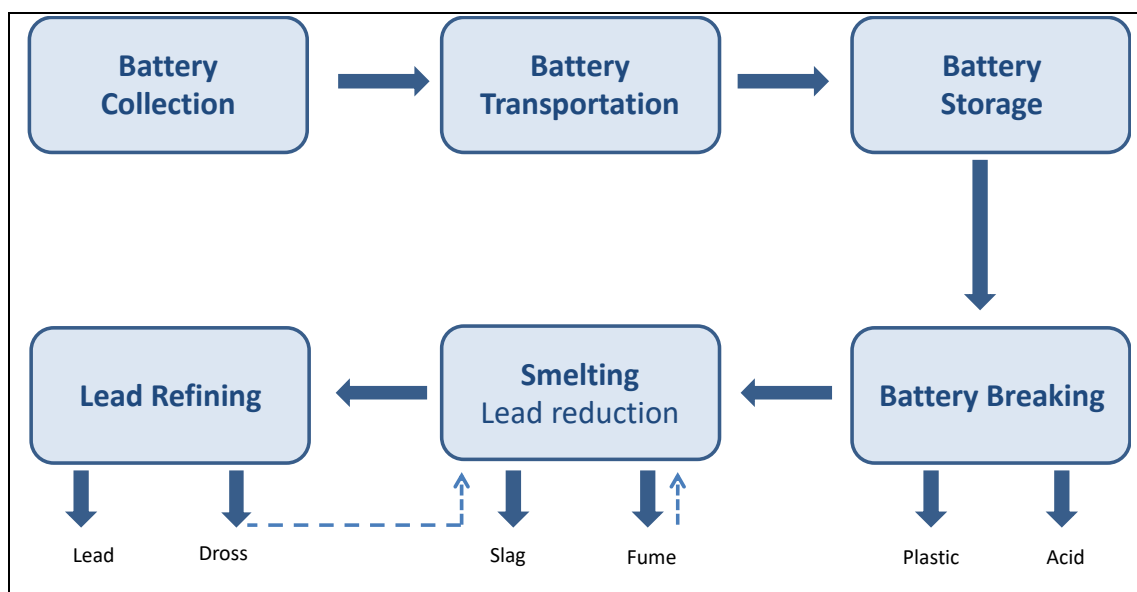 Battery
Collection
Battery
Transportation
Battery
Storage
Lead Refining
Smelting
Lead reduction
Battery Breaking
Lead
Dross
Slag
Fume
Plastic
Acid